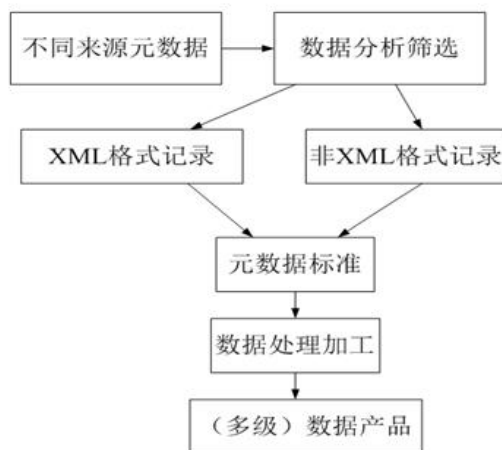 不同来源元数据
数据分析筛选
XML格式记录
非XML格式记录
元数据标准
数据处理加工
（多级）数据产品